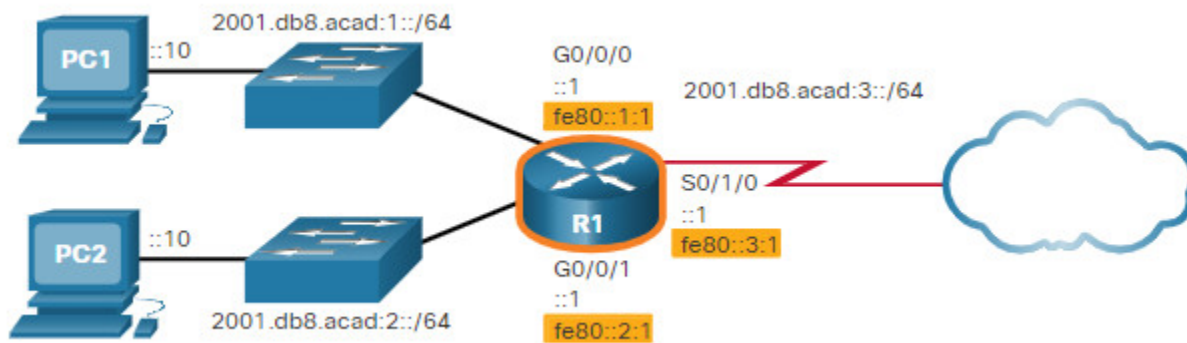 2001.db8.acad:1::/64
PC1
::10
G0/0/0
::1
fe80::1:1
2001.db8.acad:3::/64
S0/1/0
::1
fe80::3:1
R1
PC2
::10
G0/0/1
::1
fe80::2:1
2001.db8.acad:2::/64